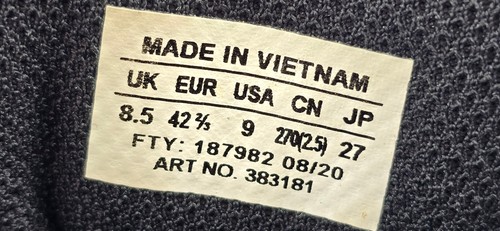 MADE IN VIETNAM
UK EUR USA CN JP
8.5 42⅔ 9 270(2.5) 27
FTY: 187982 08/20
ART NO. 383181